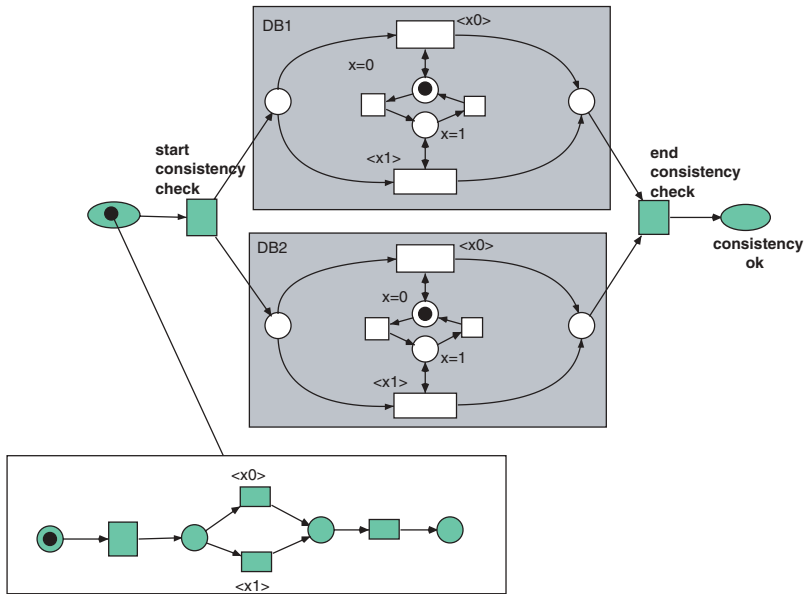 DB1
<x0>
x=0
x=1
<x1>
start
consistency
check
end
consistency
check
consistency
ok
DB2
<x0>
x=0
x=1
<x1>
<x0>
<x1>